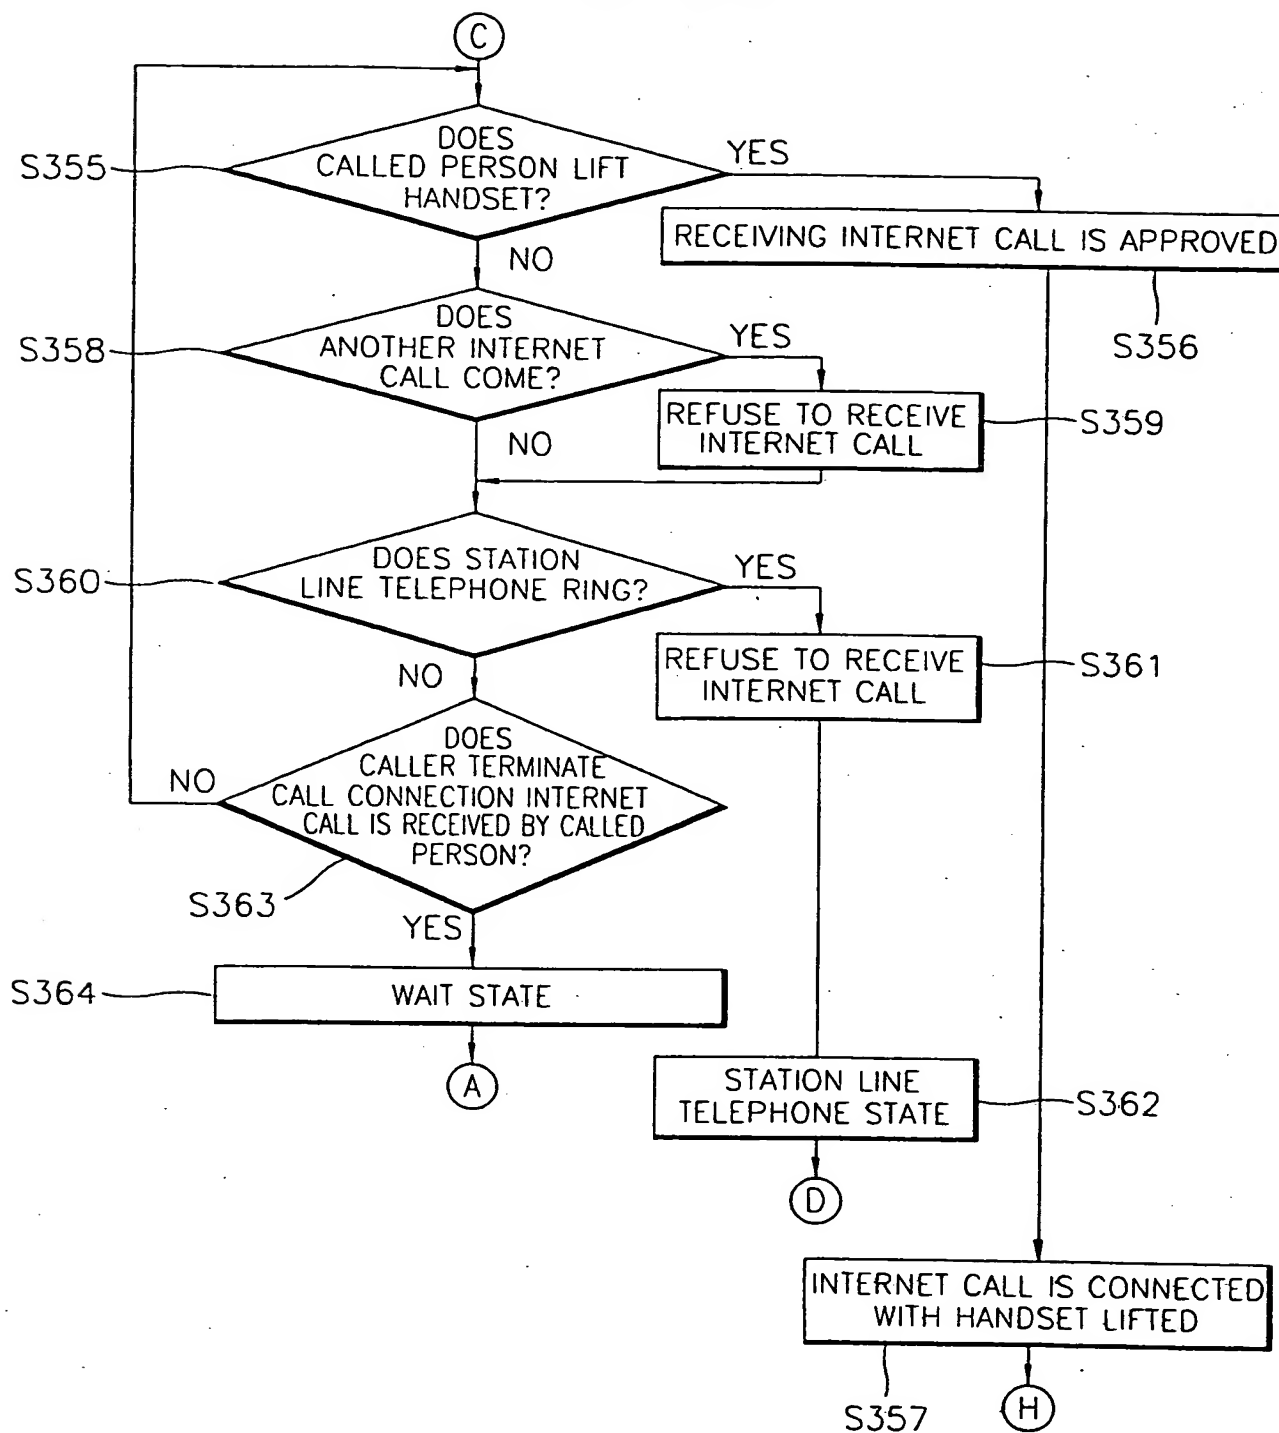 C
DOES
CALLED PERSON LIFT
HANDSET?
S355
YES
RECEIVING INTERNET CALL IS APPROVED
S356
NO
DOES
ANOTHER INTERNET
CALL COME?
S358
YES
REFUSE TO RECEIVE
INTERNET CALL
S359
NO
DOES STATION
LINE TELEPHONE RING?
S360
YES
REFUSE TO RECEIVE
INTERNET CALL
S361
NO
DOES
CALLER TERMINATE
CALL CONNECTION INTERNET
CALL IS RECEIVED BY CALLED
PERSON?
NO
S363
YES
S364
WAIT STATE
A
STATION LINE
TELEPHONE STATE
S362
D
INTERNET CALL IS CONNECTED
WITH HANDSET LIFTED
S357
H